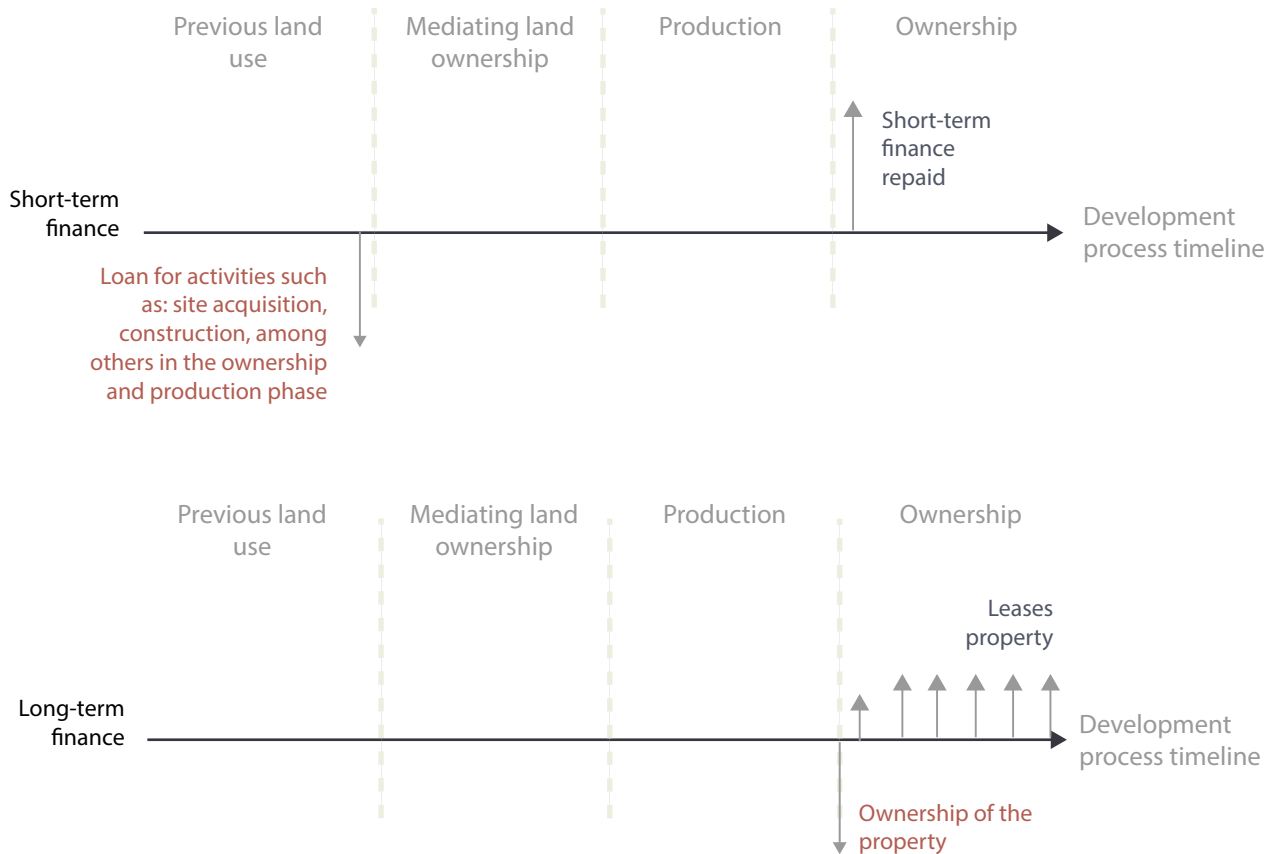 Previous land
use
Mediating land
ownership
Production
Ownership
Short-term
finance
repaid
Short-term
finance
Development
process timeline
Loan for activities such
as: site acquisition,
construction, among
others in the ownership
and production phase
Previous land
use
Mediating land
ownership
Production
Ownership
Leases
property
Long-term
finance
Development
process timeline
Ownership of the
property